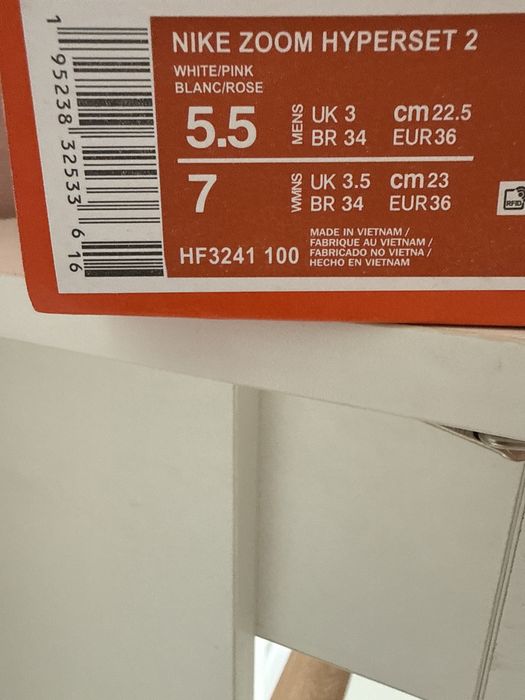 NIKE ZOOM HYPERSET 2
WHITE/PINK
BLANC/ROSE
5.5 MENS UK 3 cm 22.5
BR 34 EUR 36
7 WMNS UK 3.5 cm 23
BR 34 EUR 36
HF3241 100
MADE IN VIETNAM /
FABRIQUE AU VIETNAM /
FABRICADO NO VIETNA /
HECHO EN VIETNAM
RFID
1 95238 32533 6 16